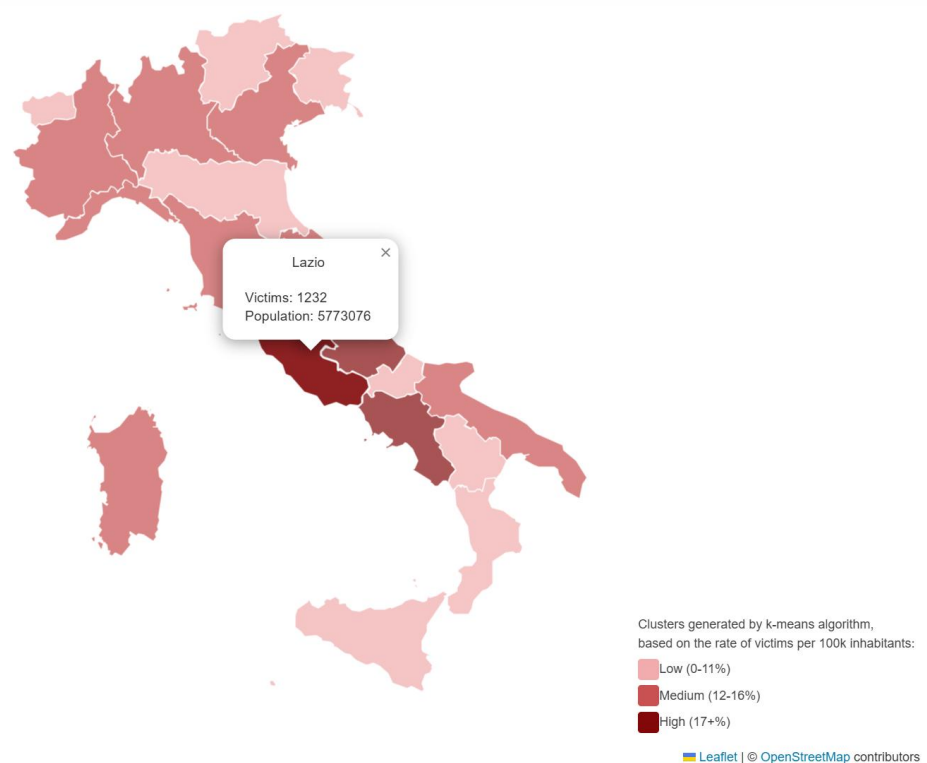 ×
Lazio
Victims: 1232
Population: 5773076
Clusters generated by k-means algorithm,
based on the rate of victims per 100k inhabitants:
Low (0-11%)
Medium (12-16%)
High (17+%)
Leaflet | © OpenStreetMap contributors